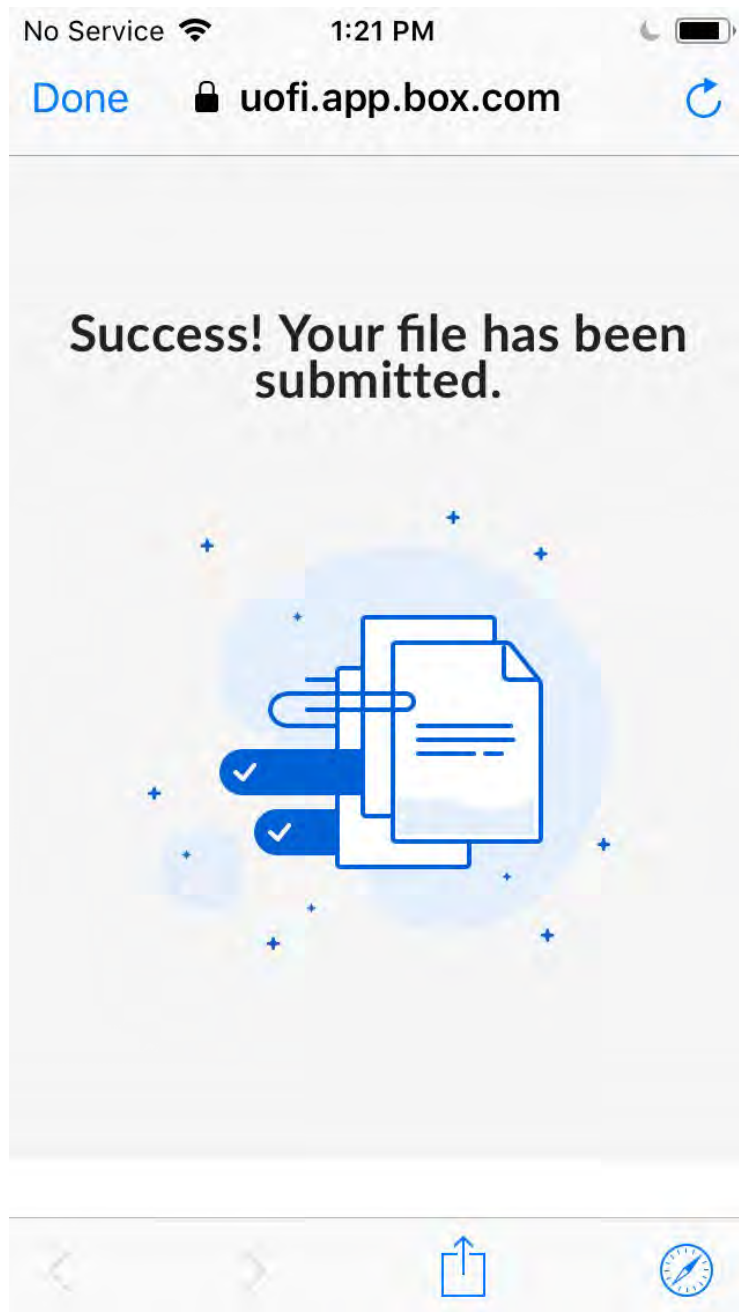 No Service 1:21 PM
Done uofi.app.box.com
Success! Your file has been
submitted.